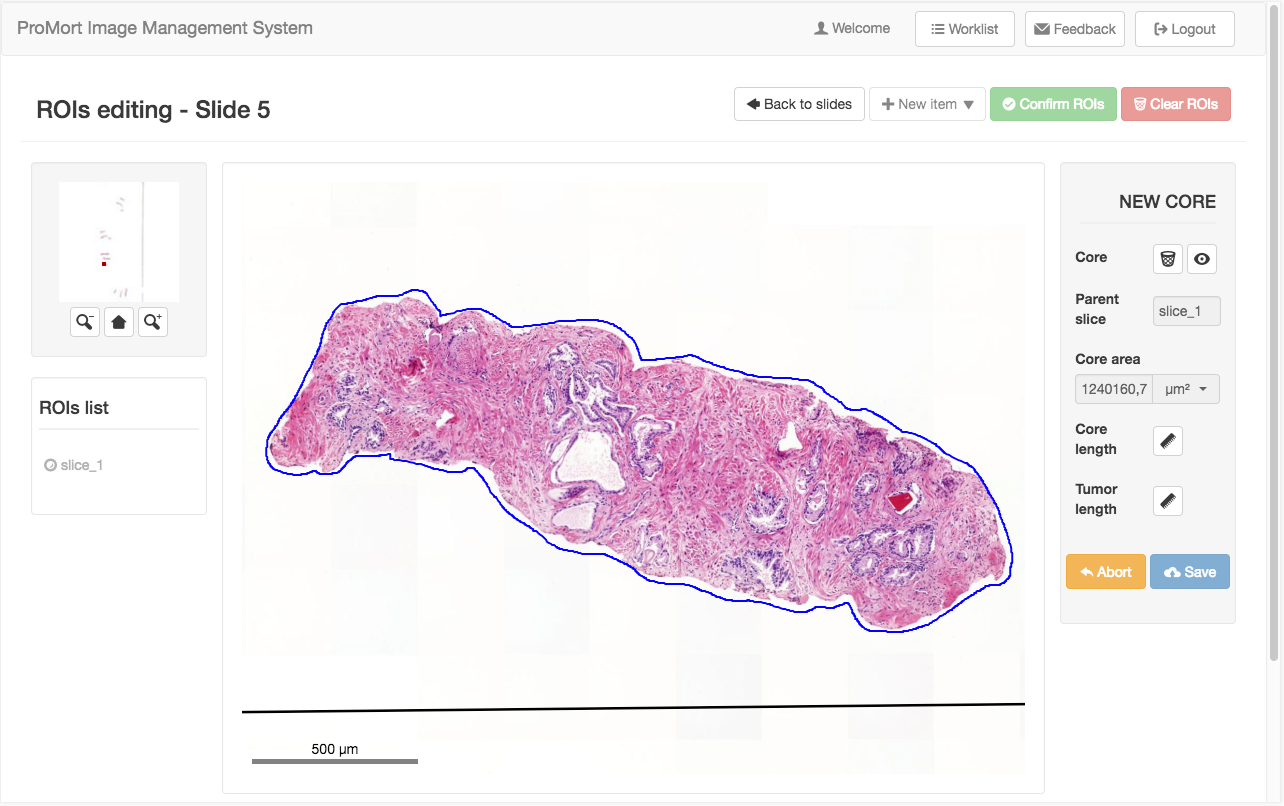 ProMort Image Management System
Welcome
Worklist
Feedback
Logout
ROIs editing - Slide 5
Back to slides
New item
Confirm ROIs
Clear ROIs
NEW CORE
Core
Parent
slice
slice_1
Core area
1240160,7 µm²
Core
length
Tumor
length
Abort
Save
ROIs list
slice_1
500 µm